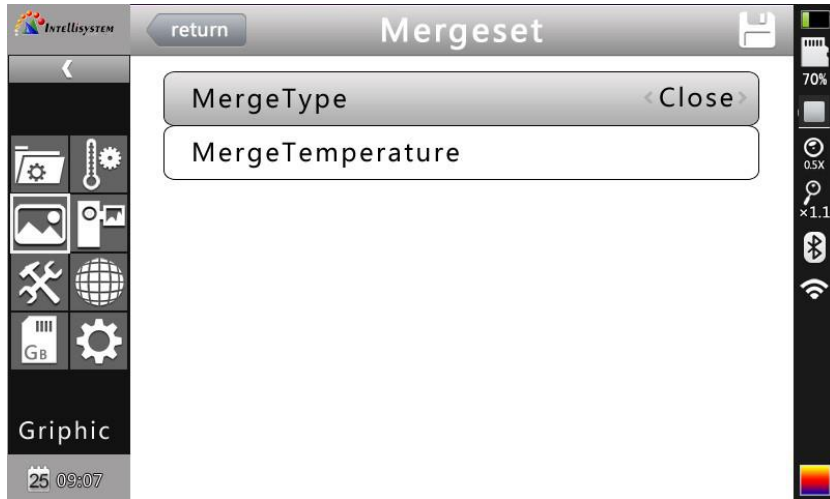 INTELLISYSTEM
return
Mergeset
MergeType
Close
MergeTemperature
70%
0.5X
×1.1
GB
Griphic
25 09:07